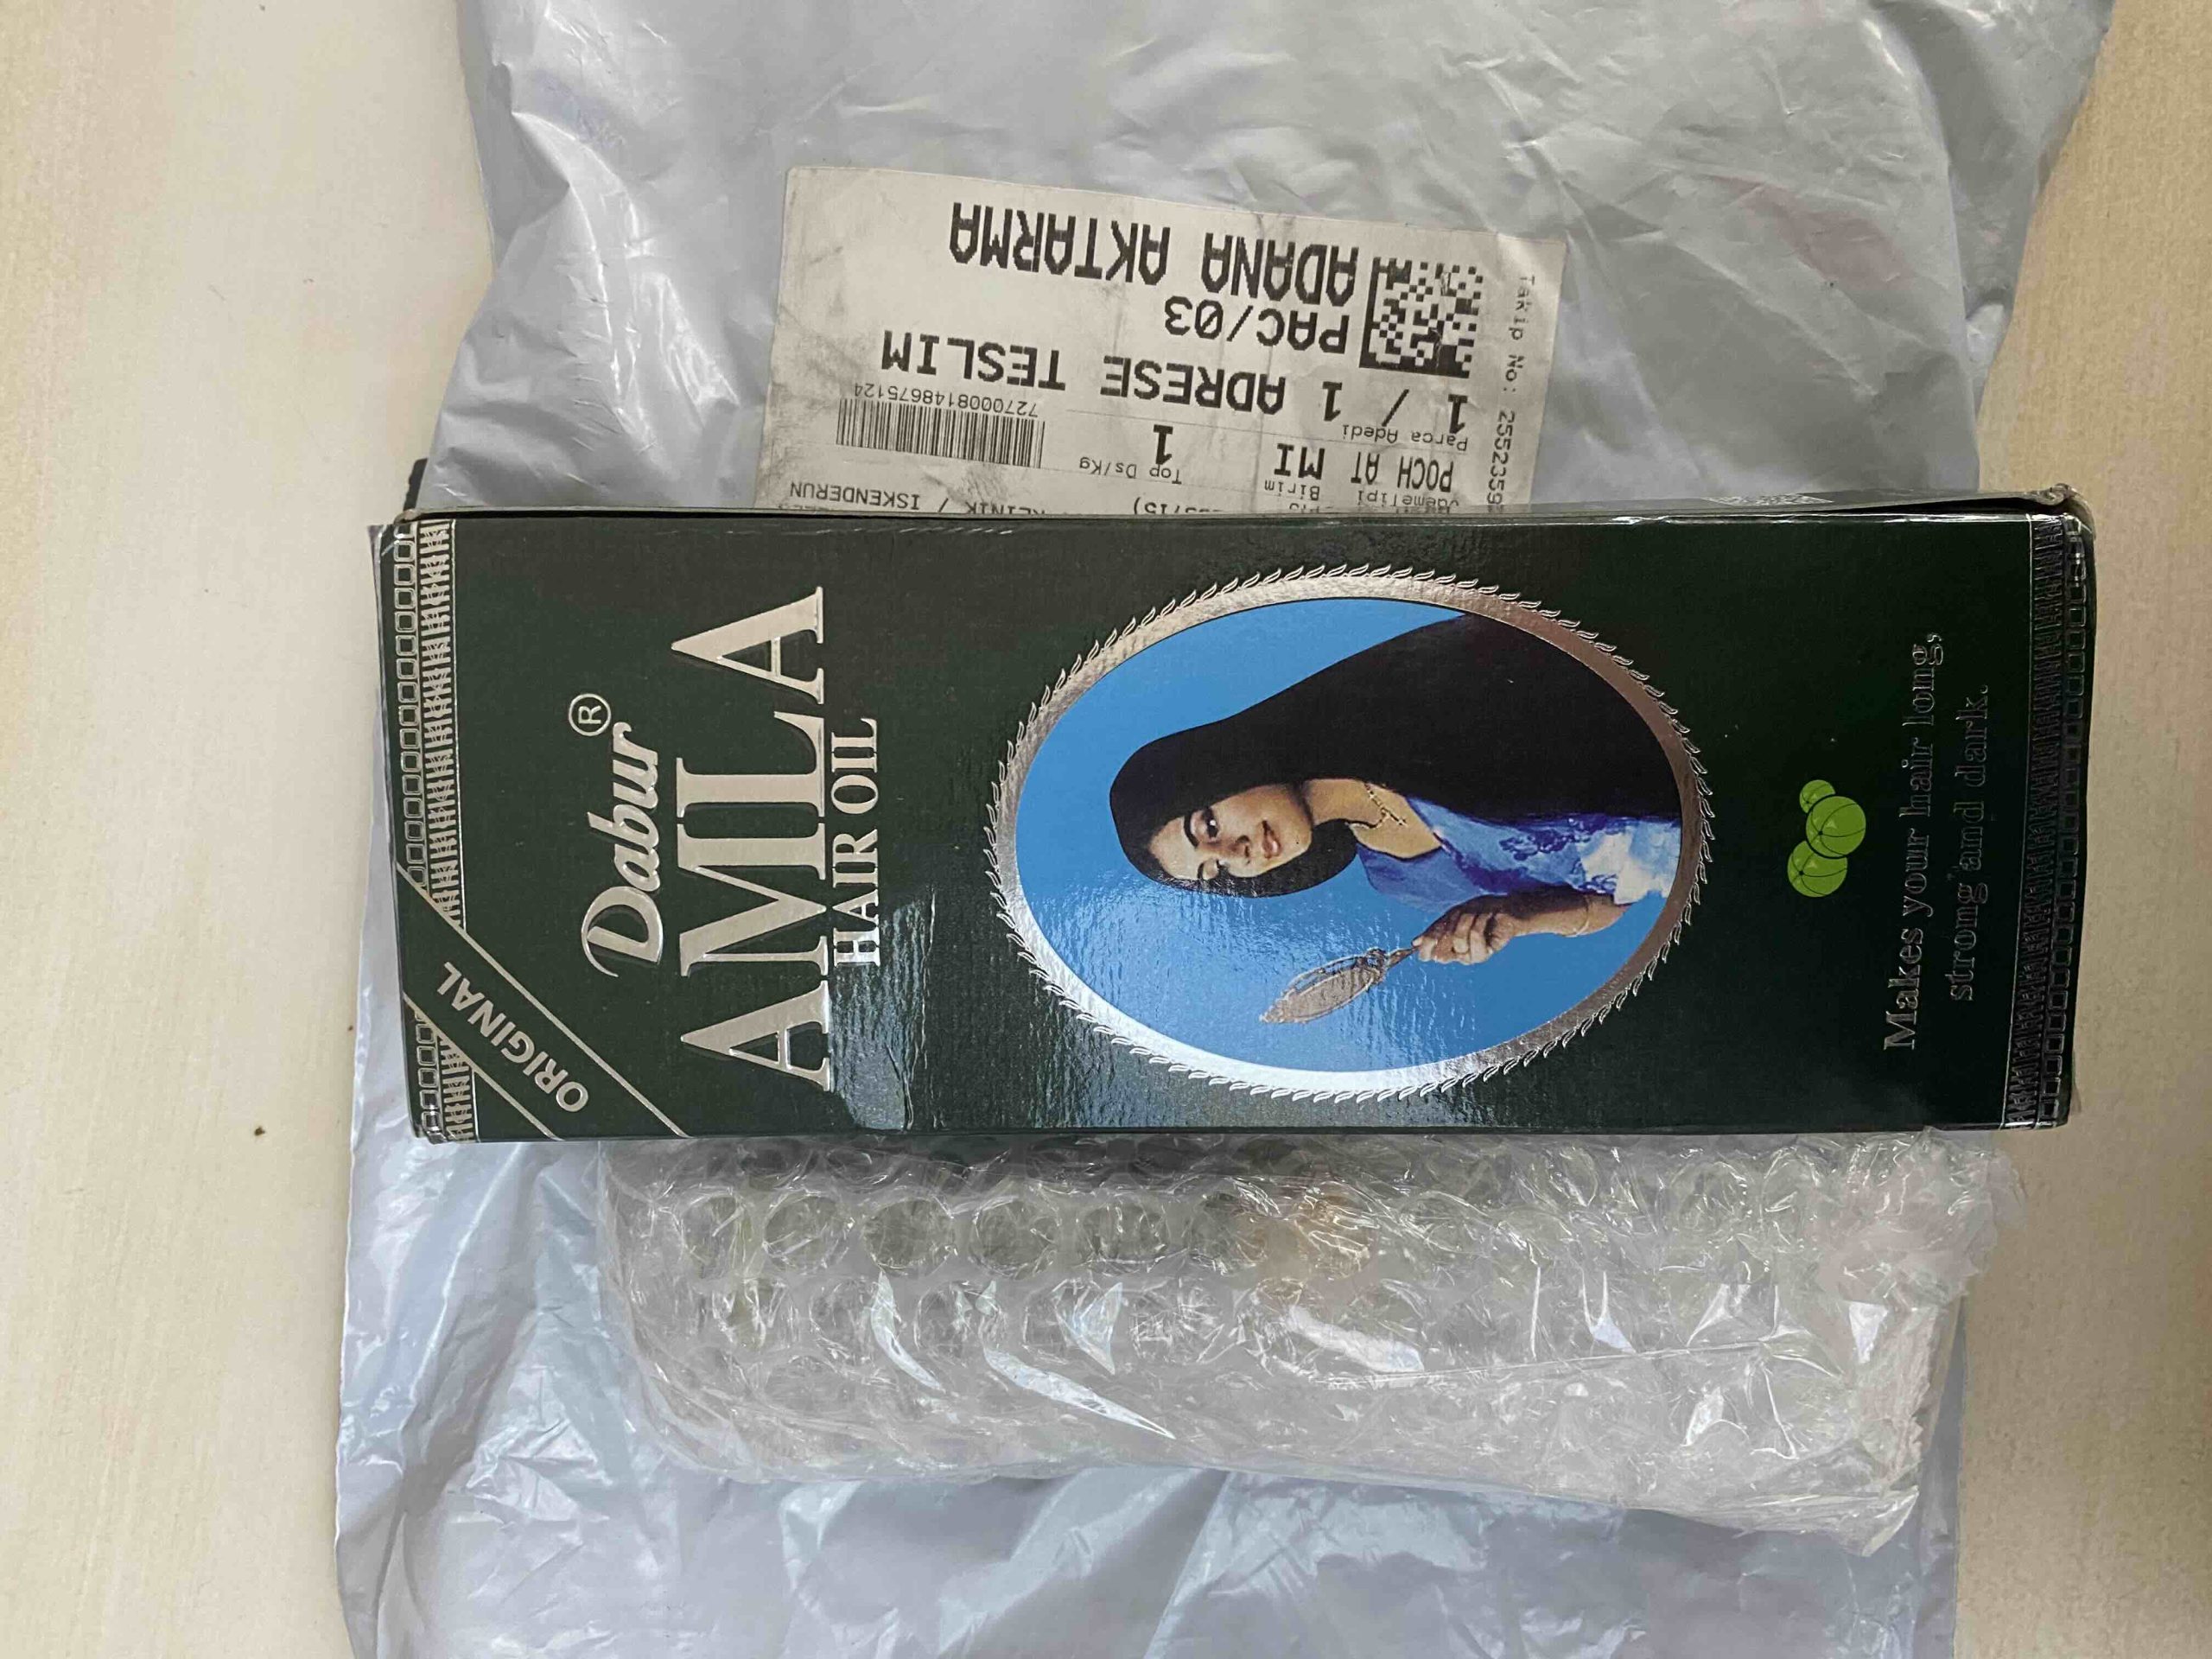 ORIGINAL
Dabur®
AMLA
HAIR OIL
Makes your hair long,
strong and dark.
ADANA AKTARMA
PAC/03
1 / 1 ADRESE TESLIM
Takip No: 2552359
7270008148675124
Parca Adedi
POCH AT
Birim
MI
Top Ds/Kg
1
/ ISKENDERUN